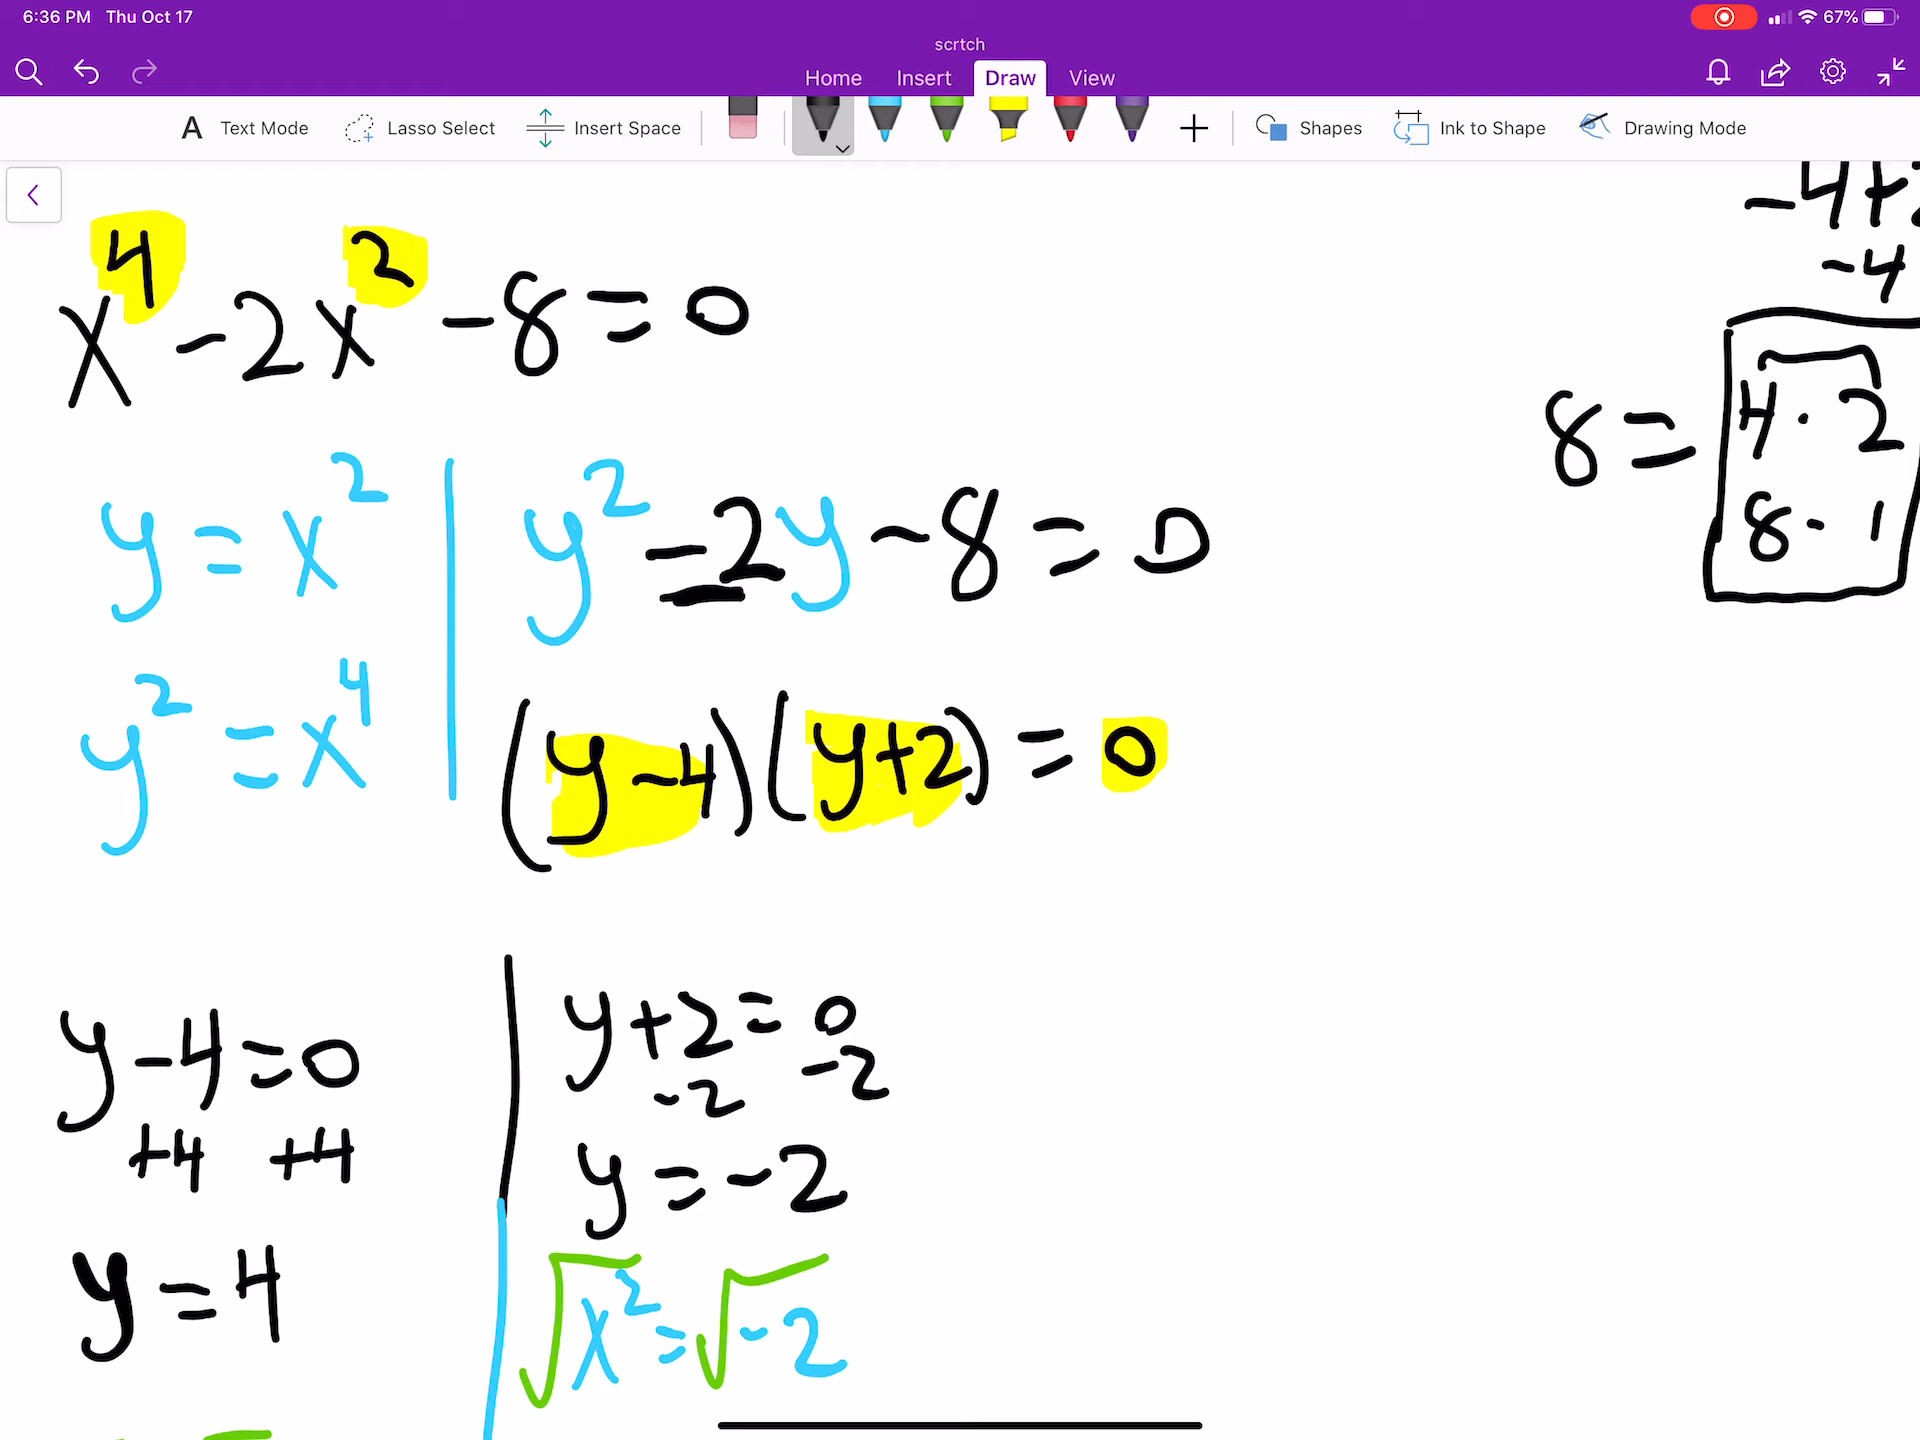 6:36 PM Thu Oct 17
67%
scrtch
Home Insert Draw View
A Text Mode Lasso Select Insert Space Shapes Ink to Shape Drawing Mode
x⁴ - 2x² - 8 = 0
y = x²
y² = x⁴
y² - 2y - 8 = 0
(y - 4)(y + 2) = 0
-4+
-4
8 = 4 · 2
8 - 1
y - 4 = 0
+4 +4
y = 4
y + 2 = 0
-2 -2
y = -2
√x² = √-2